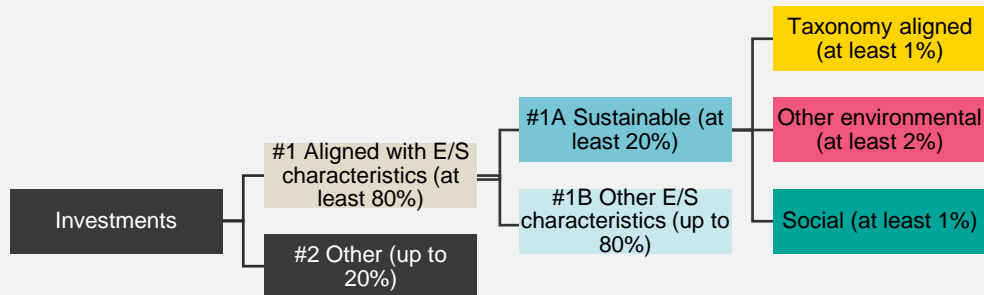 Investments
#1 Aligned with E/S
characteristics (at
least 80%)
#2 Other (up to
20%)
#1A Sustainable (at
least 20%)
#1B Other E/S
characteristics (up to
80%)
Taxonomy aligned
(at least 1%)
Other environmental
(at least 2%)
Social (at least 1%)